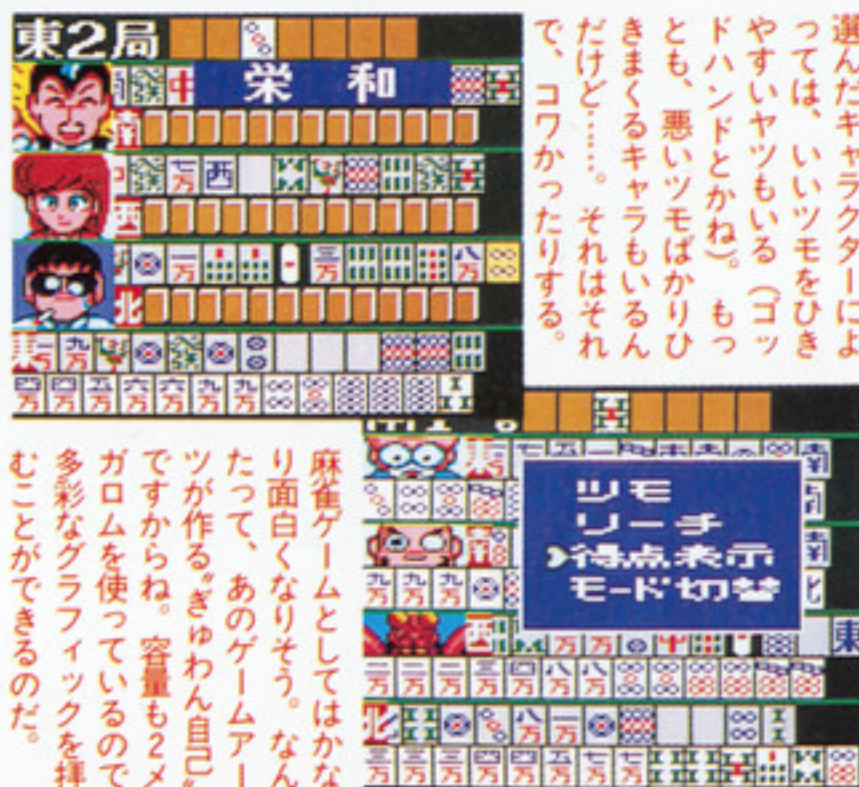 選んだキャラクターによ
っては、いいツモをひき
やすいヤツもいる（ゴッ
ドハンドとかね）。もっ
とも、悪いツモばかりひ
きまくるキャラもいるん
だけど……。それはそれ
で、コワかったりする。
東2局
栄和
南
西
北
麻雀ゲームとしてはかな
り面白くなりそう。なん
たって、あのゲームアー
ツが作る〝ぎゅわん自己〟
ですからね。容量も2メ
ガロムを使っているので
多彩なグラフィックを拝
むことができるのだ。
ツモ
リーチ
得点表示
モード切替
東
西
北